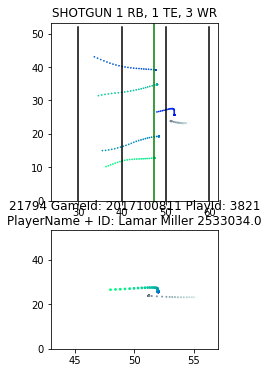 SHOTGUN 1 RB, 1 TE, 3 WR
50
40
30
20
10
0
30 40 50 60
21794 GameId: 2017100811 PlayId: 3821
PlayerName + ID: Lamar Miller 2533034.0
40
20
0
45 50 55